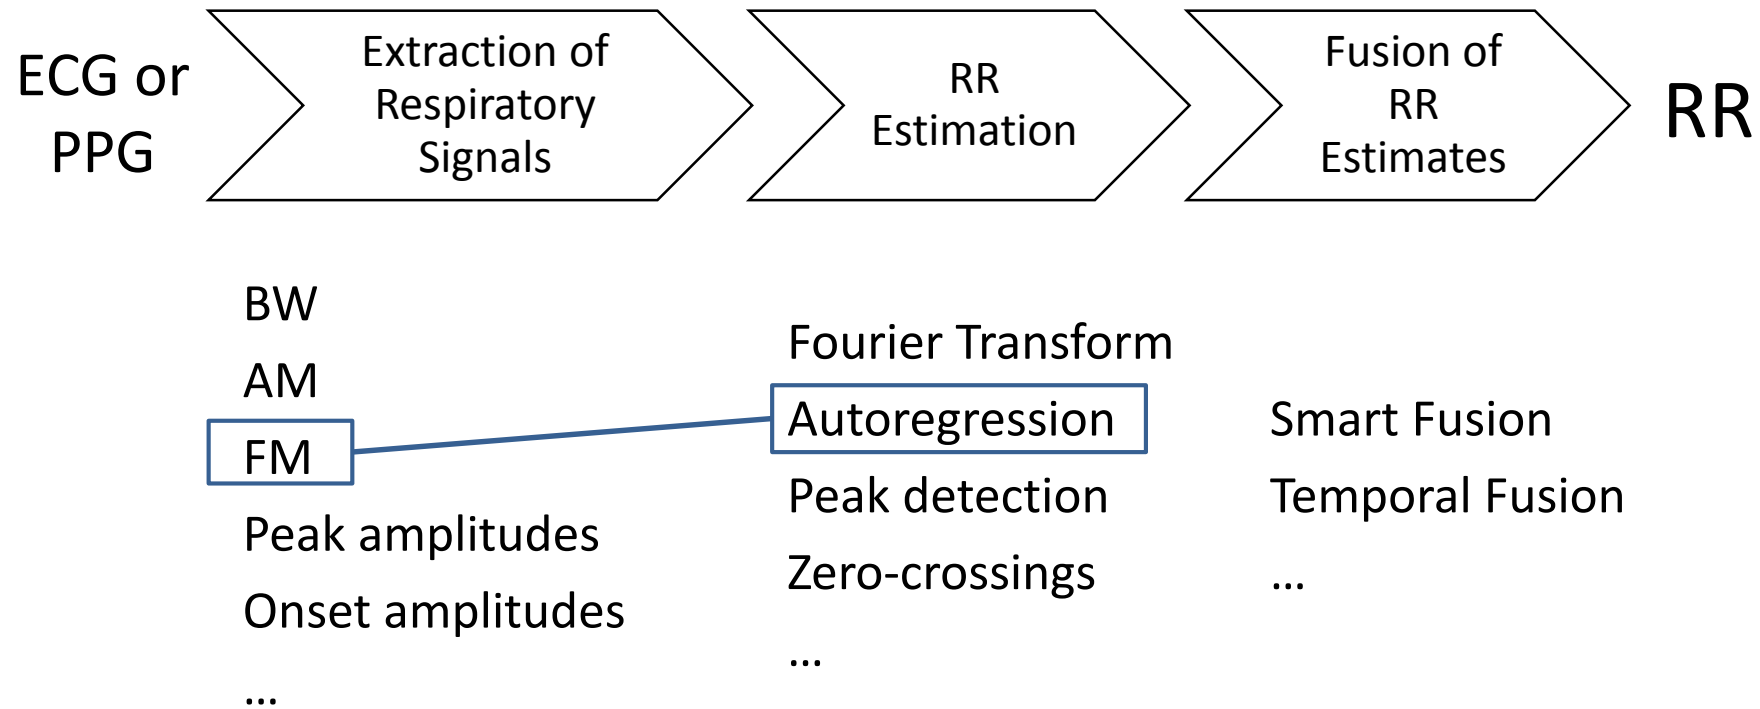 ECG or
PPG
Extraction of
Respiratory
Signals
RR
Estimation
Fusion of
RR
Estimates
RR
BW
AM
FM
Peak amplitudes
Onset amplitudes
...
Fourier Transform
Autoregression
Peak detection
Zero-crossings
...
Smart Fusion
Temporal Fusion
...